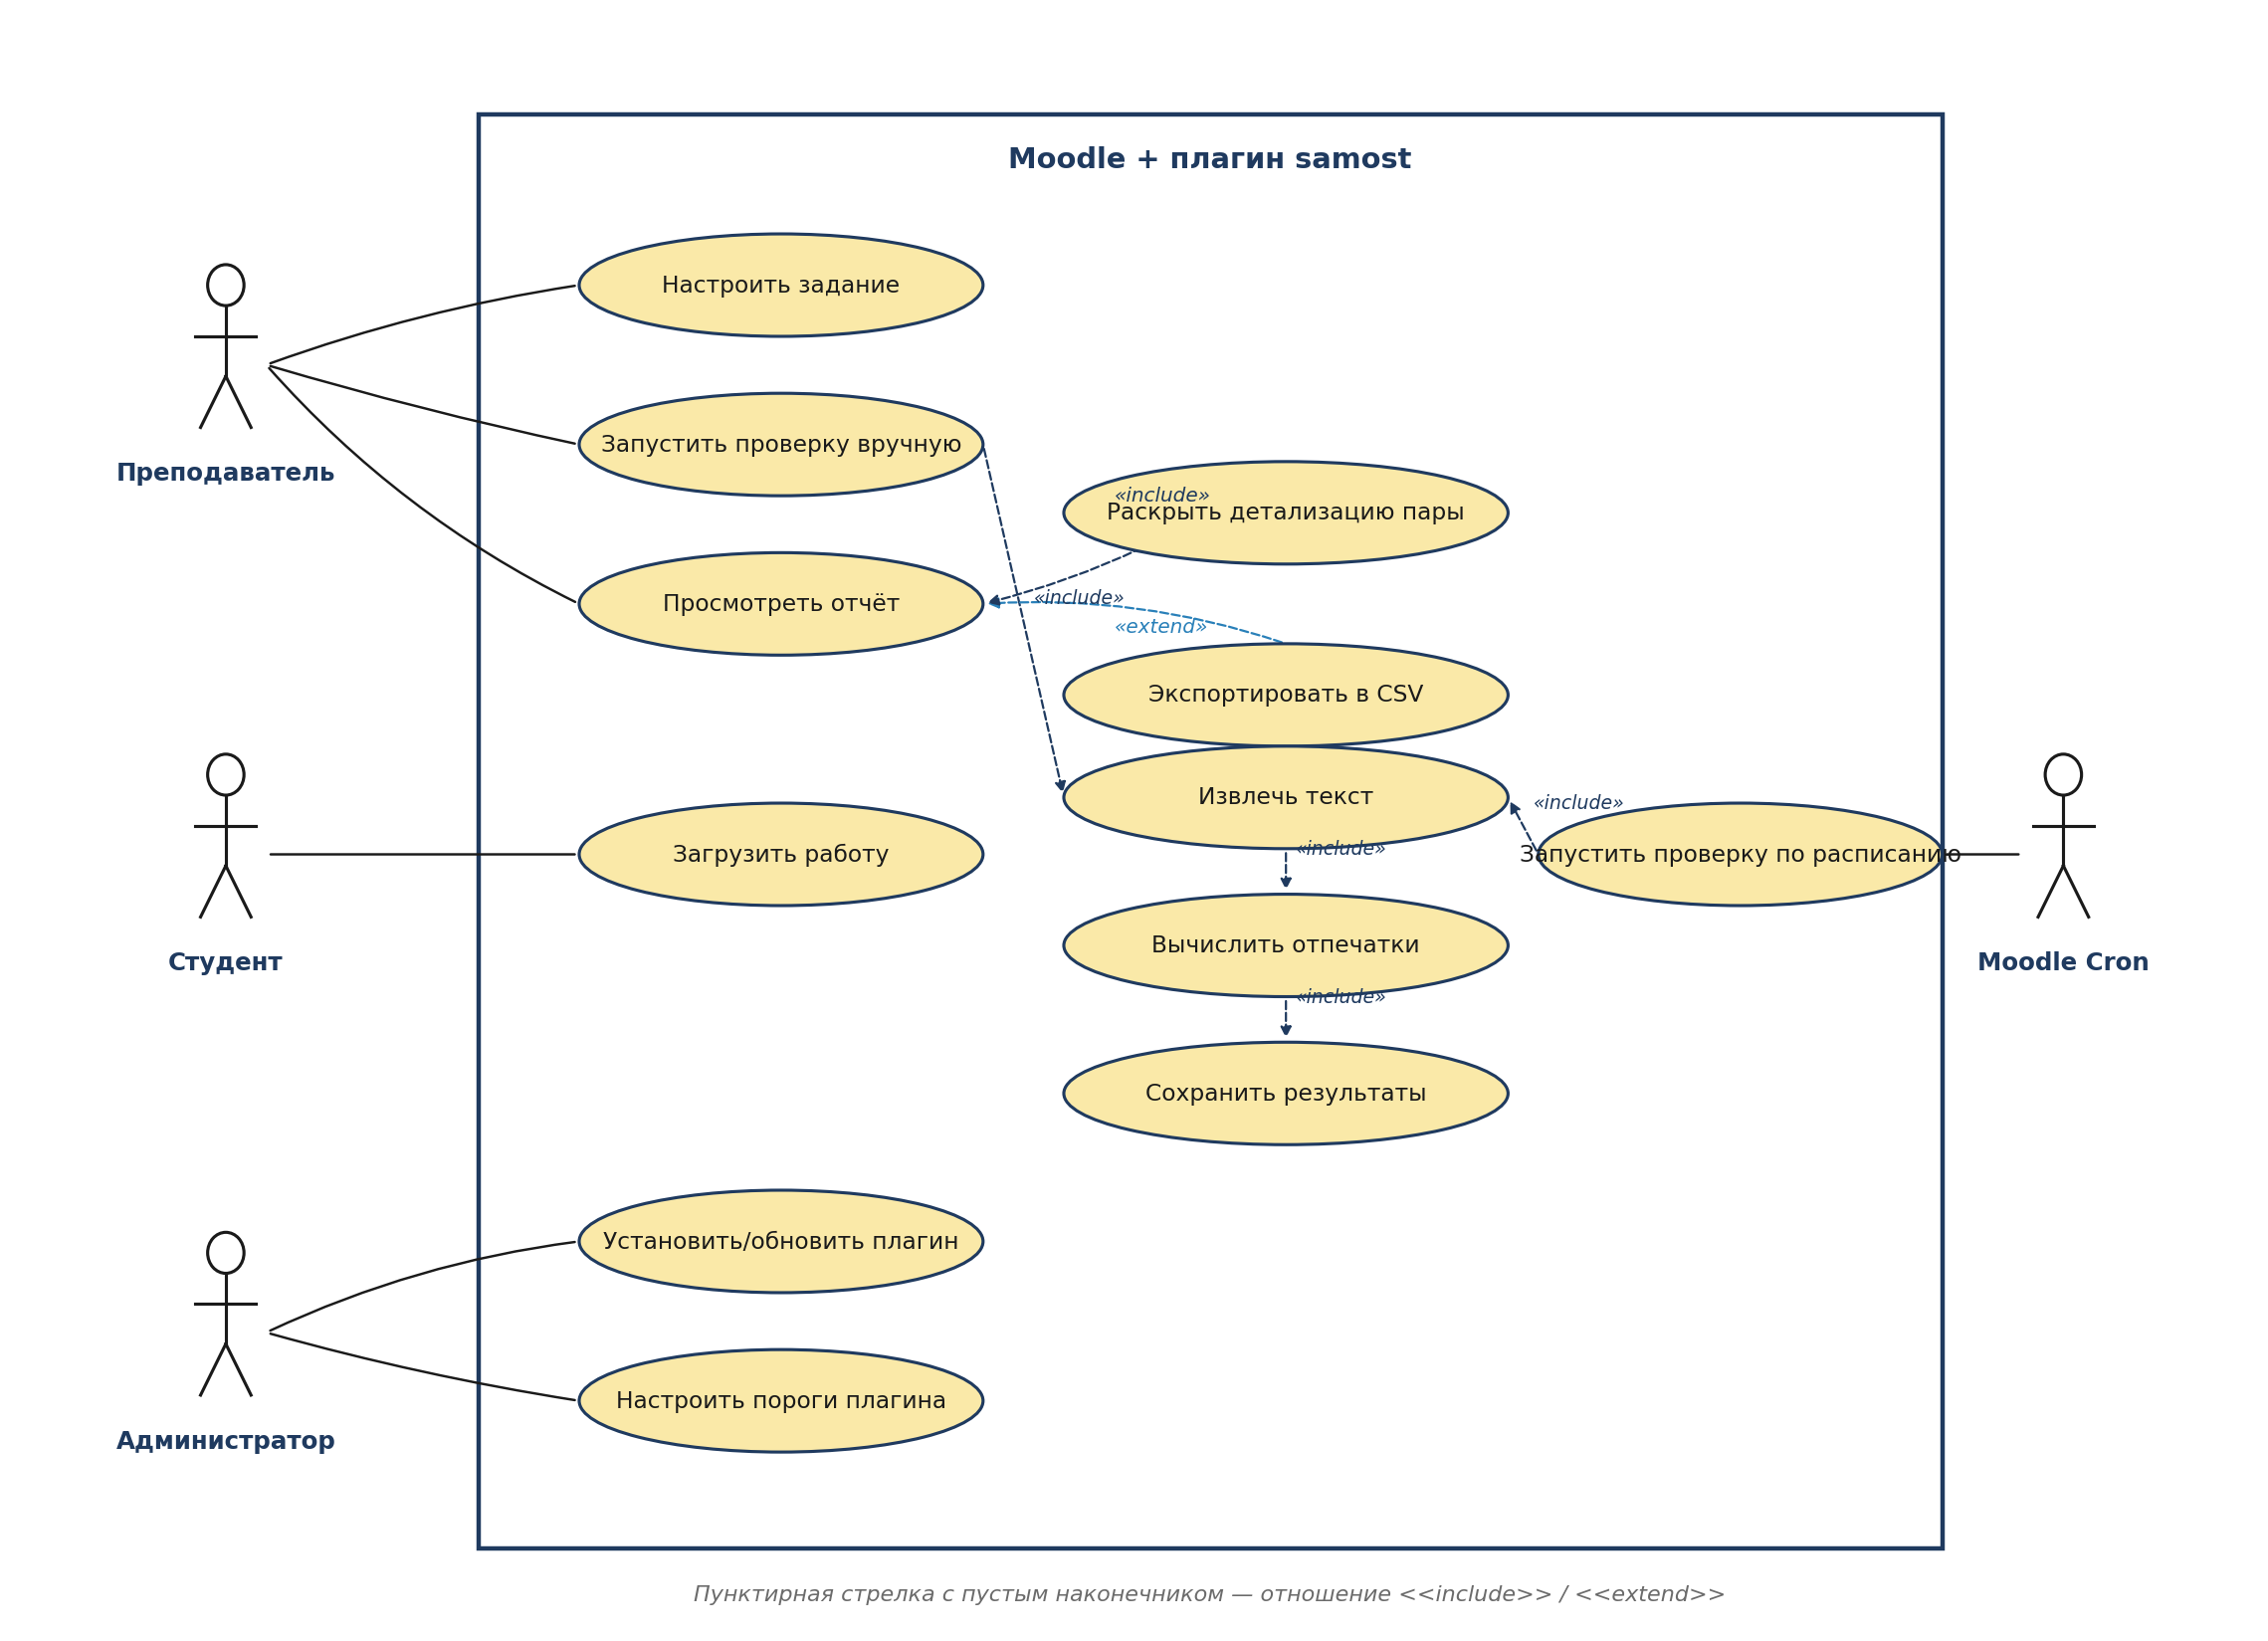 Moodle + плагин samost
Настроить задание
Запустить проверку вручную
Преподаватель
«include»
Раскрыть детализацию пары
«include»
Просмотреть отчёт
«extend»
Экспортировать в CSV
Извлечь текст
«include»
«include»
Загрузить работу
Запустить проверку по расписанию
Вычислить отпечатки
Студент
Moodle Cron
«include»
Сохранить результаты
Установить/обновить плагин
Настроить пороги плагина
Администратор
Пунктирная стрелка с пустым наконечником — отношение <<include>> / <<extend>>